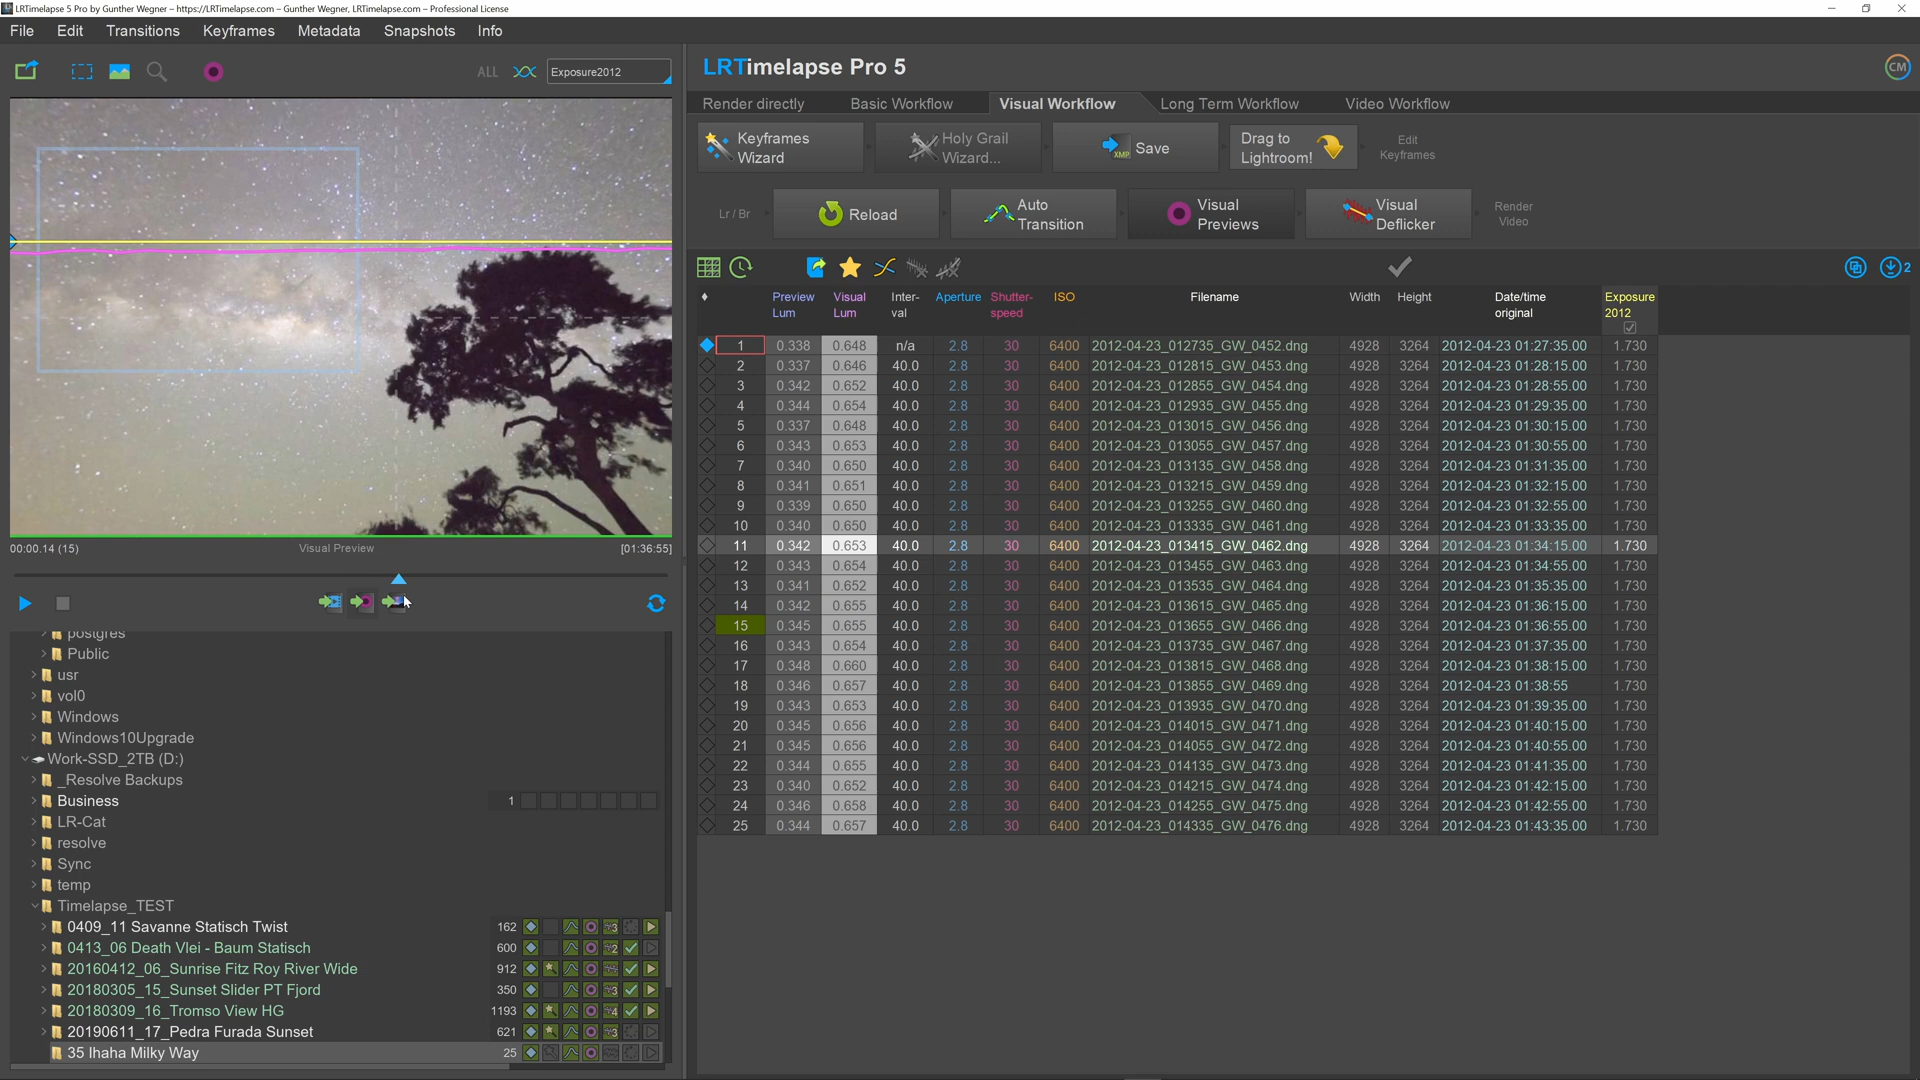 LRTimelapse 5 Pro by Gunther Wegner – https://LRTimelapse.com – Gunther Wegner, LRTimelapse.com – Professional License
File Edit Transitions Keyframes Metadata Snapshots Info
ALL Exposure2012
LRTimelapse Pro 5
CM
Render directly Basic Workflow Visual Workflow Long Term Workflow Video Workflow
Keyframes Wizard
Holy Grail Wizard...
XMP Save
Drag to Lightroom!
Edit Keyframes
Lr / Br
Reload
Auto Transition
Visual Previews
Visual Deflicker
Render Video
2
Preview Lum Visual Lum Inter-val Aperture Shutter-speed ISO Filename Width Height Date/time original Exposure 2012
1 0.338 0.648 n/a 2.8 30 6400 2012-04-23_012735_GW_0452.dng 4928 3264 2012-04-23 01:27:35.00 1.730
2 0.337 0.646 40.0 2.8 30 6400 2012-04-23_012815_GW_0453.dng 4928 3264 2012-04-23 01:28:15.00 1.730
3 0.342 0.652 40.0 2.8 30 6400 2012-04-23_012855_GW_0454.dng 4928 3264 2012-04-23 01:28:55.00 1.730
4 0.344 0.654 40.0 2.8 30 6400 2012-04-23_012935_GW_0455.dng 4928 3264 2012-04-23 01:29:35.00 1.730
5 0.337 0.648 40.0 2.8 30 6400 2012-04-23_013015_GW_0456.dng 4928 3264 2012-04-23 01:30:15.00 1.730
6 0.343 0.653 40.0 2.8 30 6400 2012-04-23_013055_GW_0457.dng 4928 3264 2012-04-23 01:30:55.00 1.730
7 0.340 0.650 40.0 2.8 30 6400 2012-04-23_013135_GW_0458.dng 4928 3264 2012-04-23 01:31:35.00 1.730
8 0.341 0.651 40.0 2.8 30 6400 2012-04-23_013215_GW_0459.dng 4928 3264 2012-04-23 01:32:15.00 1.730
9 0.339 0.650 40.0 2.8 30 6400 2012-04-23_013255_GW_0460.dng 4928 3264 2012-04-23 01:32:55.00 1.730
10 0.340 0.650 40.0 2.8 30 6400 2012-04-23_013335_GW_0461.dng 4928 3264 2012-04-23 01:33:35.00 1.730
11 0.342 0.653 40.0 2.8 30 6400 2012-04-23_013415_GW_0462.dng 4928 3264 2012-04-23 01:34:15.00 1.730
12 0.343 0.654 40.0 2.8 30 6400 2012-04-23_013455_GW_0463.dng 4928 3264 2012-04-23 01:34:55.00 1.730
13 0.341 0.652 40.0 2.8 30 6400 2012-04-23_013535_GW_0464.dng 4928 3264 2012-04-23 01:35:35.00 1.730
14 0.342 0.655 40.0 2.8 30 6400 2012-04-23_013615_GW_0465.dng 4928 3264 2012-04-23 01:36:15.00 1.730
15 0.345 0.655 40.0 2.8 30 6400 2012-04-23_013655_GW_0466.dng 4928 3264 2012-04-23 01:36:55.00 1.730
16 0.343 0.654 40.0 2.8 30 6400 2012-04-23_013735_GW_0467.dng 4928 3264 2012-04-23 01:37:35.00 1.730
17 0.348 0.660 40.0 2.8 30 6400 2012-04-23_013815_GW_0468.dng 4928 3264 2012-04-23 01:38:15.00 1.730
18 0.346 0.657 40.0 2.8 30 6400 2012-04-23_013855_GW_0469.dng 4928 3264 2012-04-23 01:38:55 1.730
19 0.343 0.653 40.0 2.8 30 6400 2012-04-23_013935_GW_0470.dng 4928 3264 2012-04-23 01:39:35.00 1.730
20 0.345 0.656 40.0 2.8 30 6400 2012-04-23_014015_GW_0471.dng 4928 3264 2012-04-23 01:40:15.00 1.730
21 0.345 0.656 40.0 2.8 30 6400 2012-04-23_014055_GW_0472.dng 4928 3264 2012-04-23 01:40:55.00 1.730
22 0.344 0.655 40.0 2.8 30 6400 2012-04-23_014135_GW_0473.dng 4928 3264 2012-04-23 01:41:35.00 1.730
23 0.340 0.652 40.0 2.8 30 6400 2012-04-23_014215_GW_0474.dng 4928 3264 2012-04-23 01:42:15.00 1.730
24 0.346 0.658 40.0 2.8 30 6400 2012-04-23_014255_GW_0475.dng 4928 3264 2012-04-23 01:42:55.00 1.730
25 0.344 0.657 40.0 2.8 30 6400 2012-04-23_014335_GW_0476.dng 4928 3264 2012-04-23 01:43:35.00 1.730
00:00.14 (15) Visual Preview [01:36:55]
postgres
Public
usr
vol0
Windows
Windows10Upgrade
Work-SSD_2TB (D:)
_Resolve Backups
Business 1
LR-Cat
resolve
Sync
temp
Timelapse_TEST
0409_11 Savanne Statisch Twist 162 3
0413_06 Death Vlei - Baum Statisch 600 2
20160412_06_Sunrise Fitz Roy River Wide 912
20180305_15_Sunset Slider PT Fjord 350 3
20180309_16_Tromso View HG 1193 4
20190611_17_Pedra Furada Sunset 621 3
35 Ihaha Milky Way 25